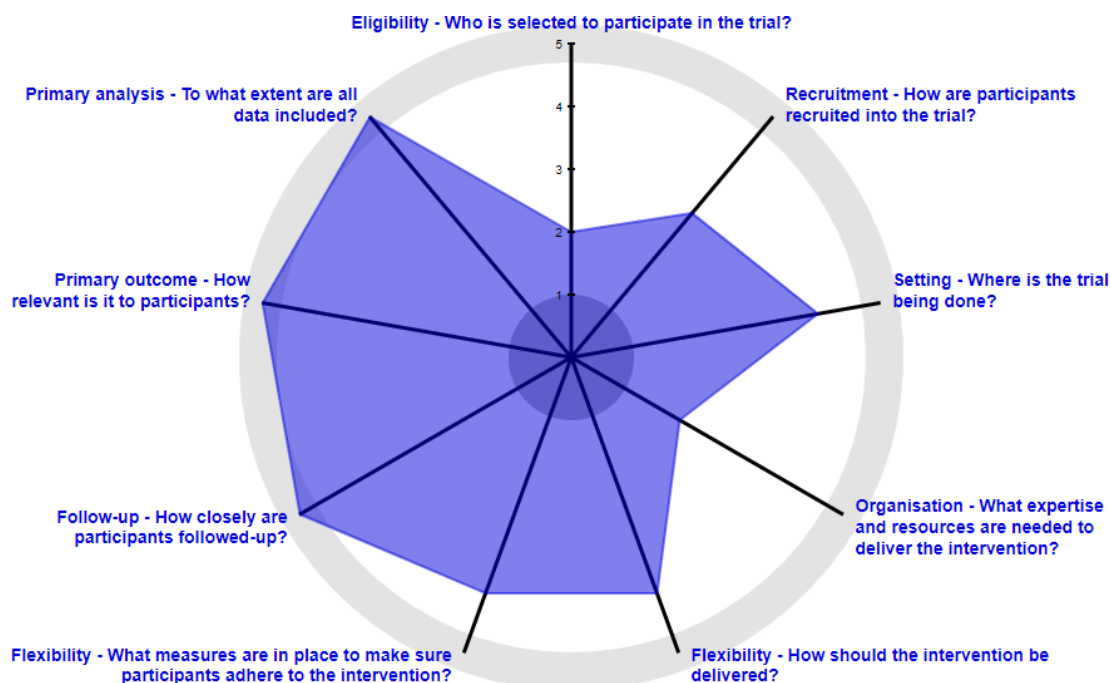 Eligibility - Who is selected to participate in the trial?
5
4
3
2
1
Recruitment - How are participants
recruited into the trial?
Setting - Where is the trial
being done?
Organisation - What expertise
and resources are needed to
deliver the intervention?
Flexibility - How should the intervention be
delivered?
Flexibility - What measures are in place to make sure
participants adhere to the intervention?
Follow-up - How closely are
participants followed-up?
Primary outcome - How
relevant is it to participants?
Primary analysis - To what extent are all
data included?